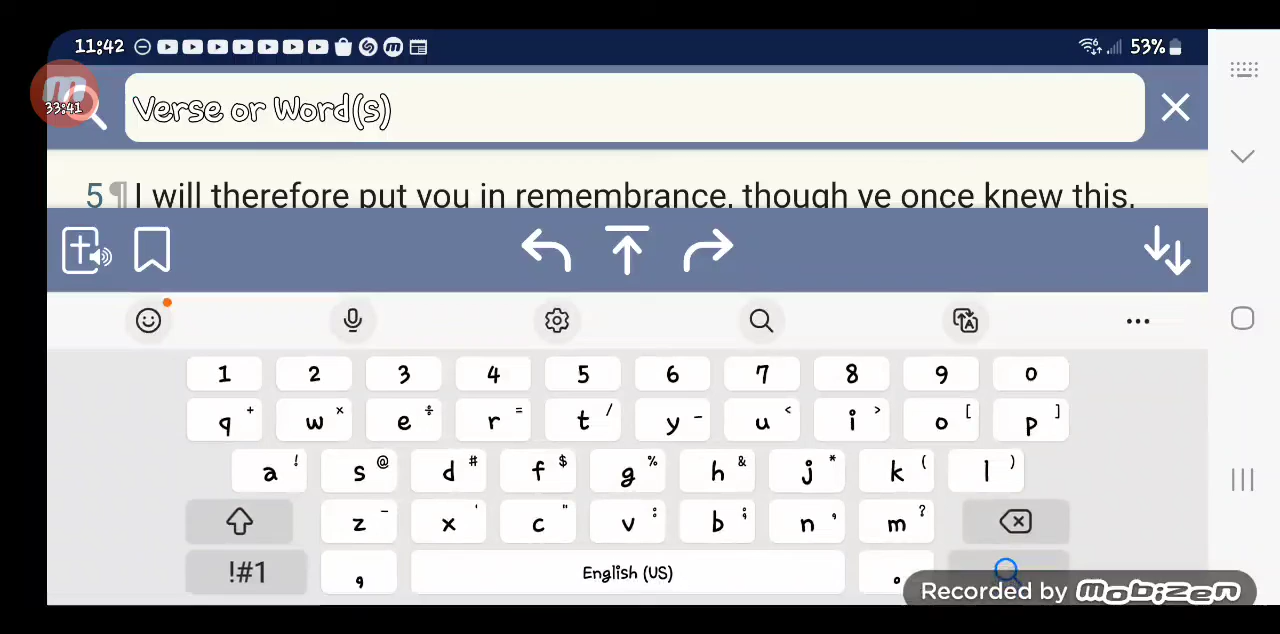 11:42 53%
33:41
Verse or Word(s)
5 ¶ I will therefore put you in remembrance, though ye once knew this,
1 2 3 4 5 6 7 8 9 0
q + w × e ÷ r = t / y - u < i > o [ p ]
a ! s @ d # f $ g % h & j * k ( l )
z - x ' c " v : b ; n , m ?
!#1 , English (US) .
Recorded by mobizen